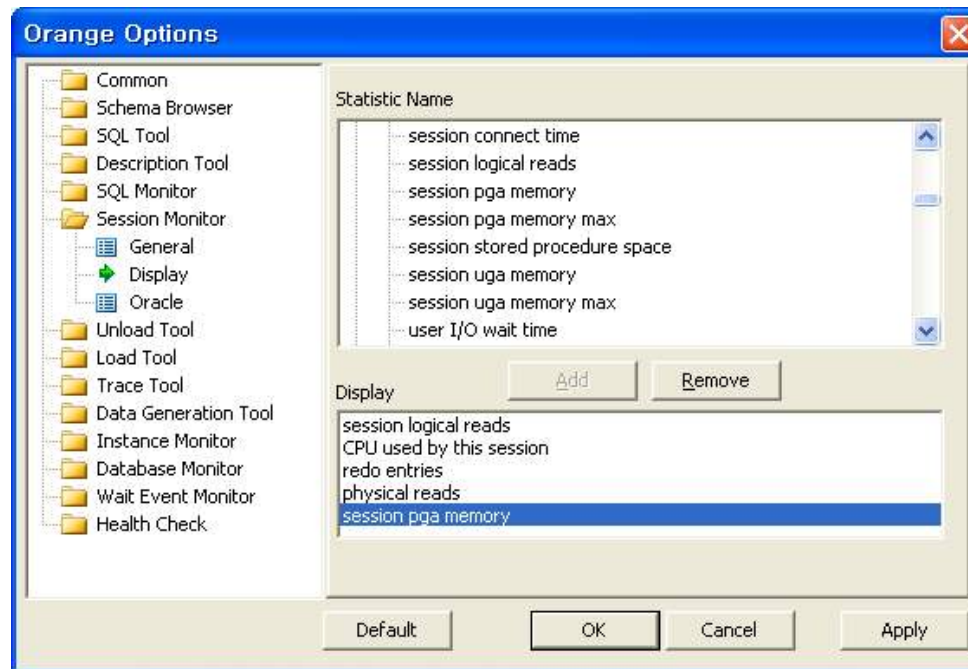 Orange Options
Common
Schema Browser
SQL Tool
Description Tool
SQL Monitor
Session Monitor
General
Display
Oracle
Unload Tool
Load Tool
Trace Tool
Data Generation Tool
Instance Monitor
Database Monitor
Wait Event Monitor
Health Check
Statistic Name
session connect time
session logical reads
session pga memory
session pga memory max
session stored procedure space
session uga memory
session uga memory max
user I/O wait time
Add
Remove
Display
session logical reads
CPU used by this session
redo entries
physical reads
session pga memory
Default
OK
Cancel
Apply